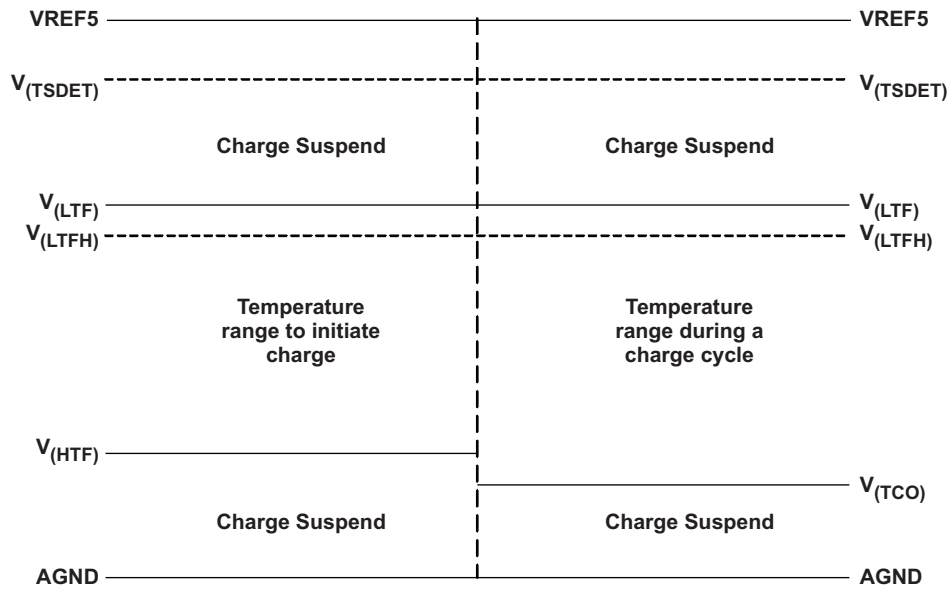 VREF5 VREF5
V(TSDET) V(TSDET)
Charge Suspend Charge Suspend
V(LTF) V(LTF)
V(LTFH) V(LTFH)
Temperature
range to initiate
charge
Temperature
range during a
charge cycle
V(HTF)
V(TCO)
Charge Suspend Charge Suspend
AGND AGND